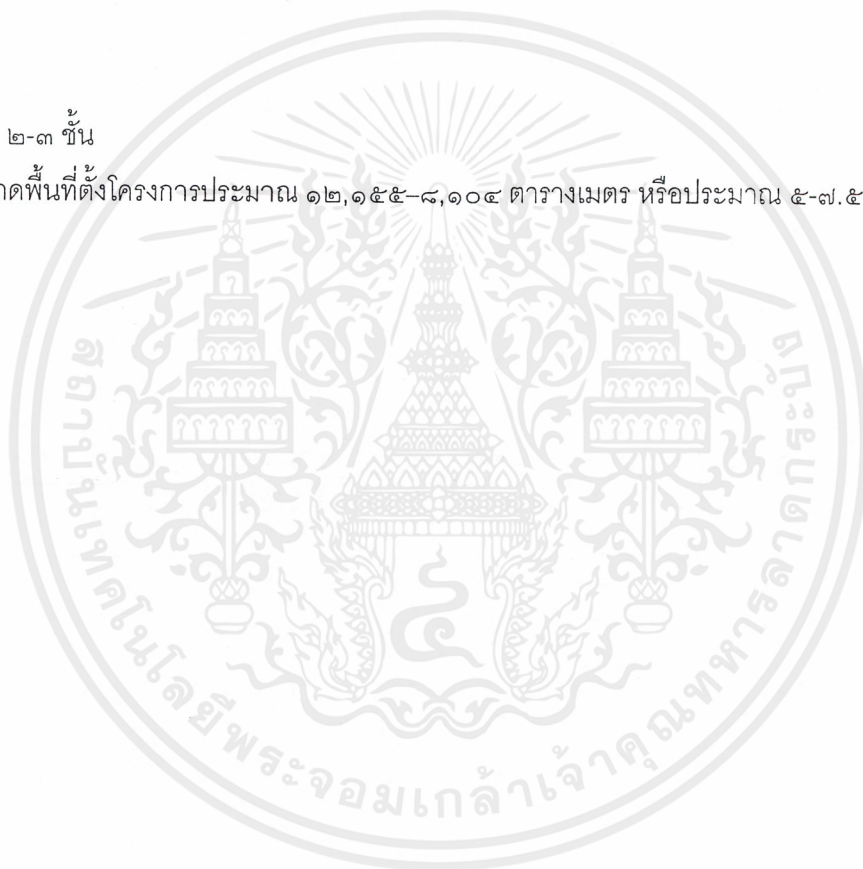 ๒-๓ ชั้น
าดพื้นที่ตั้งโครงการประมาณ ๑๒,๑๕๕–๘,๑๐๔ ตารางเมตร หรือประมาณ ๕-๗.๕
สถาบันเทคโนโลยีพระจอมเกล้าเจ้าคุณทหารลาดกระบัง
๔